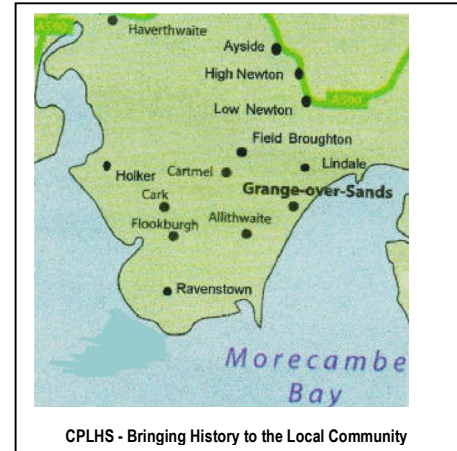 A590
Haverthwaite
Ayside
High Newton
A590
Low Newton
Field Broughton
Lindale
Holker
Cartmel
Grange-over-Sands
Cark
Allithwaite
Flookburgh
Ravenstown
Morecambe
Bay
CPLHS - Bringing History to the Local Community